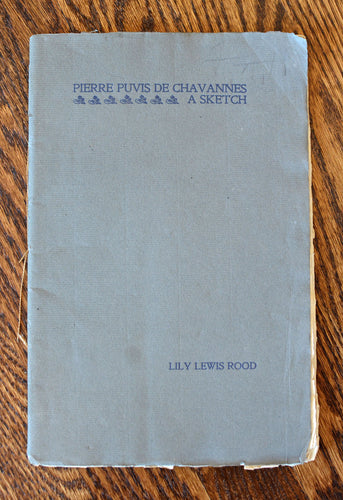 PIERRE PUVIS DE CHAVANNES
A SKETCH
LILY LEWIS ROOD